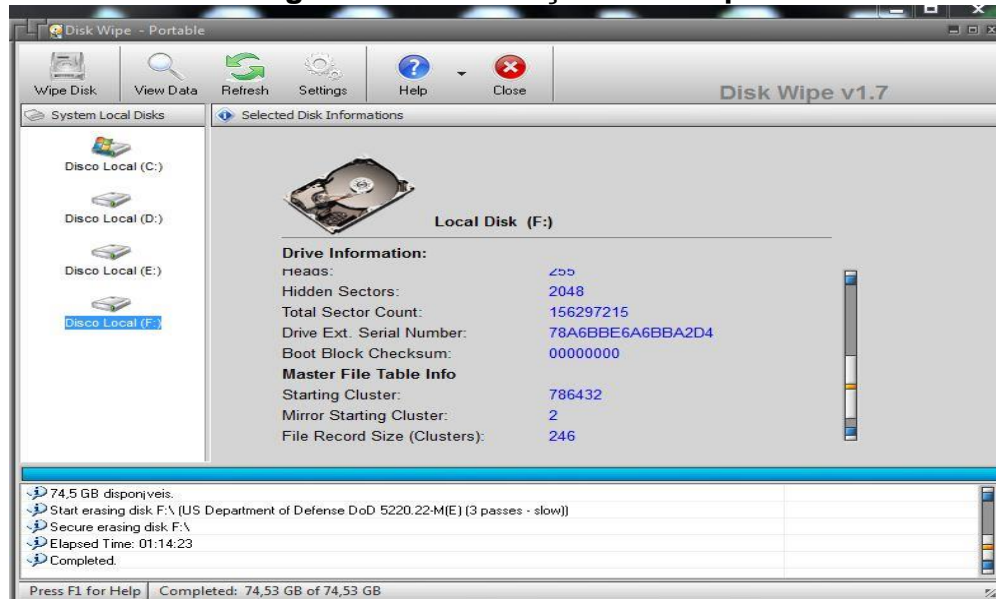 Disk Wipe - Portable
Wipe Disk View Data Refresh Settings Help Close Disk Wipe v1.7
System Local Disks Selected Disk Informations
Disco Local (C:)
Disco Local (D:)
Disco Local (E:)
Disco Local (F:)
Local Disk (F:)
Drive Information:
Heads: 255
Hidden Sectors: 2048
Total Sector Count: 156297215
Drive Ext. Serial Number: 78A6BBE6A6BBA2D4
Boot Block Checksum: 00000000
Master File Table Info
Starting Cluster: 786432
Mirror Starting Cluster: 2
File Record Size (Clusters): 246
74,5 GB disponíveis.
Start erasing disk F:\ (US Department of Defense DoD 5220.22-M(E) (3 passes - slow))
Secure erasing disk F:\
Elapsed Time: 01:14:23
Completed.
Press F1 for Help Completed: 74,53 GB of 74,53 GB